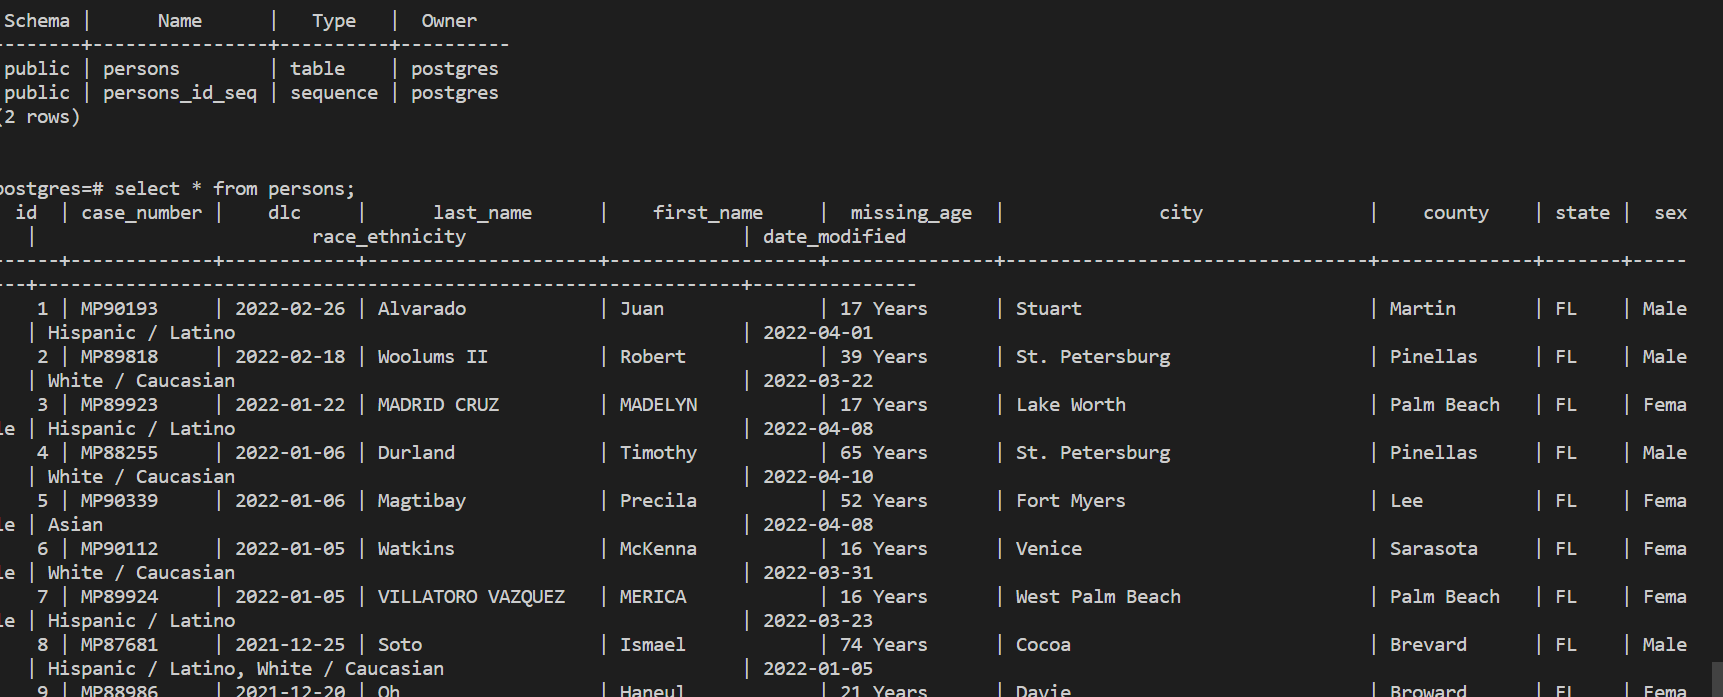 Schema | Name | Type | Owner
--------+----------------+----------+----------
public | persons | table | postgres
public | persons_id_seq | sequence | postgres
(2 rows)
postgres=# select * from persons;
id | case_number | dlc | last_name | first_name | missing_age | city | county | state | sex
| race_ethnicity | date_modified
------+-------------+------------+---------------------+-------------------+---------------+---------------------------------+--------------+-------+-----
---+----------------------------------------------------------------+---------------
1 | MP90193 | 2022-02-26 | Alvarado | Juan | 17 Years | Stuart | Martin | FL | Male
| Hispanic / Latino | 2022-04-01
2 | MP89818 | 2022-02-18 | Woolums II | Robert | 39 Years | St. Petersburg | Pinellas | FL | Male
| White / Caucasian | 2022-03-22
3 | MP89923 | 2022-01-22 | MADRID CRUZ | MADELYN | 17 Years | Lake Worth | Palm Beach | FL | Fema
le | Hispanic / Latino | 2022-04-08
4 | MP88255 | 2022-01-06 | Durland | Timothy | 65 Years | St. Petersburg | Pinellas | FL | Male
| White / Caucasian | 2022-04-10
5 | MP90339 | 2022-01-06 | Magtibay | Precila | 52 Years | Fort Myers | Lee | FL | Fema
le | Asian | 2022-04-08
6 | MP90112 | 2022-01-05 | Watkins | McKenna | 16 Years | Venice | Sarasota | FL | Fema
le | White / Caucasian | 2022-03-31
7 | MP89924 | 2022-01-05 | VILLATORO VAZQUEZ | MERICA | 16 Years | West Palm Beach | Palm Beach | FL | Fema
le | Hispanic / Latino | 2022-03-23
8 | MP87681 | 2021-12-25 | Soto | Ismael | 74 Years | Cocoa | Brevard | FL | Male
| Hispanic / Latino, White / Caucasian | 2022-01-05
9 | MP88986 | 2021-12-20 | Oh | Haneul | 21 Years | Davie | Broward | FL | Fema